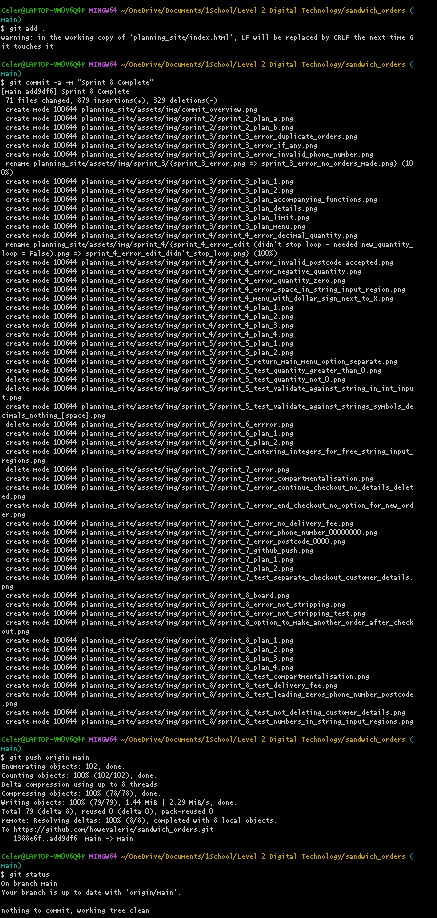 Celer@LAPTOP-VMOV6Q4P MINGW64 ~/OneDrive/Documents/1School/Level 2 Digital Technology/sandwich_orders (
main)
$ git add .
warning: in the working copy of 'planning_site/index.html', LF will be replaced by CRLF the next time G
it touches it
Celer@LAPTOP-VMOV6Q4P MINGW64 ~/OneDrive/Documents/1School/Level 2 Digital Technology/sandwich_orders (
main)
$ git commit -a -m "Sprint 8 Complete"
[main add9df6] Sprint 8 Complete
71 files changed, 879 insertions(+), 329 deletions(-)
create mode 100644 planning_site/assets/img/commit_overview.png
create mode 100644 planning_site/assets/img/sprint_2/sprint_2_plan_a.png
create mode 100644 planning_site/assets/img/sprint_2/sprint_2_plan_b.png
create mode 100644 planning_site/assets/img/sprint_3/sprint_3_error_duplicate_orders.png
create mode 100644 planning_site/assets/img/sprint_3/sprint_3_error_if_any.png
create mode 100644 planning_site/assets/img/sprint_3/sprint_3_error_invalid_phone_number.png
rename planning_site/assets/img/sprint_3/{sprint_3_error.png => sprint_3_error_no_orders_made.png} (10
0%)
create mode 100644 planning_site/assets/img/sprint_3/sprint_3_plan_1.png
create mode 100644 planning_site/assets/img/sprint_3/sprint_3_plan_2.png
create mode 100644 planning_site/assets/img/sprint_3/sprint_3_plan_accompanying_functions.png
create mode 100644 planning_site/assets/img/sprint_3/sprint_3_plan_details.png
create mode 100644 planning_site/assets/img/sprint_3/sprint_3_plan_limit.png
create mode 100644 planning_site/assets/img/sprint_3/sprint_3_plan_menu.png
create mode 100644 planning_site/assets/img/sprint_4/sprint_4_error_decimal_quantity.png
rename planning_site/assets/img/sprint_4/{sprint_4_error_edit (didn't stop loop - needed new_quantity_
loop = False).png => sprint_4_error_edit_didn't_stop_loop.png} (100%)
create mode 100644 planning_site/assets/img/sprint_4/sprint_4_error_invalid_postcode accepted.png
create mode 100644 planning_site/assets/img/sprint_4/sprint_4_error_negative_quantity.png
create mode 100644 planning_site/assets/img/sprint_4/sprint_4_error_quantity_zero.png
create mode 100644 planning_site/assets/img/sprint_4/sprint_4_error_space_in_string_input_region.png
create mode 100644 planning_site/assets/img/sprint_4/sprint_4_menu_with_dollar_sign_next_to_X.png
create mode 100644 planning_site/assets/img/sprint_4/sprint_4_plan_1.png
create mode 100644 planning_site/assets/img/sprint_4/sprint_4_plan_2.png
create mode 100644 planning_site/assets/img/sprint_4/sprint_4_plan_3.png
create mode 100644 planning_site/assets/img/sprint_4/sprint_4_plan_4.png
create mode 100644 planning_site/assets/img/sprint_5/sprint_5_plan_1.png
create mode 100644 planning_site/assets/img/sprint_5/sprint_5_plan_2.png
create mode 100644 planning_site/assets/img/sprint_5/sprint_5_return_main_menu_option_separate.png
create mode 100644 planning_site/assets/img/sprint_5/sprint_5_test_quantity_greater_than_0.png
delete mode 100644 planning_site/assets/img/sprint_5/sprint_5_test_quantity_not_0.png
delete mode 100644 planning_site/assets/img/sprint_5/sprint_5_test_validate_against_string_in_int_inpu
t.png
create mode 100644 planning_site/assets/img/sprint_5/sprint_5_test_validate_against_strings_symbols_de
cimals_nothing_[space].png
delete mode 100644 planning_site/assets/img/sprint_6/sprint_6_errror.png
create mode 100644 planning_site/assets/img/sprint_6/sprint_6_plan_1.png
create mode 100644 planning_site/assets/img/sprint_6/sprint_6_plan_2.png
create mode 100644 planning_site/assets/img/sprint_7/sprint_7_entering_integers_for_free_string_input_
regions.png
delete mode 100644 planning_site/assets/img/sprint_7/sprint_7_error.png
create mode 100644 planning_site/assets/img/sprint_7/sprint_7_error_compartmentalisation.png
create mode 100644 planning_site/assets/img/sprint_7/sprint_7_error_continue_checkout_no_details_delet
ed.png
create mode 100644 planning_site/assets/img/sprint_7/sprint_7_error_end_checkout_no_option_for_new_ord
er.png
create mode 100644 planning_site/assets/img/sprint_7/sprint_7_error_no_delivery_fee.png
create mode 100644 planning_site/assets/img/sprint_7/sprint_7_error_phone_number_00000000.png
create mode 100644 planning_site/assets/img/sprint_7/sprint_7_error_postcode_0000.png
create mode 100644 planning_site/assets/img/sprint_7/sprint_7_github_push.png
create mode 100644 planning_site/assets/img/sprint_7/sprint_7_plan_1.png
create mode 100644 planning_site/assets/img/sprint_7/sprint_7_plan_2.png
create mode 100644 planning_site/assets/img/sprint_7/sprint_7_test_separate_checkout_customer_details.
png
create mode 100644 planning_site/assets/img/sprint_8/sprint_8_board.png
create mode 100644 planning_site/assets/img/sprint_8/sprint_8_error_not_stripping.png
create mode 100644 planning_site/assets/img/sprint_8/sprint_8_error_not_stripping_test.png
create mode 100644 planning_site/assets/img/sprint_8/sprint_8_option_to_make_another_order_after_check
out.png
create mode 100644 planning_site/assets/img/sprint_8/sprint_8_plan_1.png
create mode 100644 planning_site/assets/img/sprint_8/sprint_8_plan_2.png
create mode 100644 planning_site/assets/img/sprint_8/sprint_8_plan_3.png
create mode 100644 planning_site/assets/img/sprint_8/sprint_8_plan_4.png
create mode 100644 planning_site/assets/img/sprint_8/sprint_8_test_compartmentalisation.png
create mode 100644 planning_site/assets/img/sprint_8/sprint_8_test_delivery_fee.png
create mode 100644 planning_site/assets/img/sprint_8/sprint_8_test_leading_zeros_phone_number_postcode
.png
create mode 100644 planning_site/assets/img/sprint_8/sprint_8_test_not_deleting_customer_details.png
create mode 100644 planning_site/assets/img/sprint_8/sprint_8_test_numbers_in_string_input_regions.png
Celer@LAPTOP-VMOV6Q4P MINGW64 ~/OneDrive/Documents/1School/Level 2 Digital Technology/sandwich_orders (
main)
$ git push origin main
Enumerating objects: 102, done.
Counting objects: 100% (102/102), done.
Delta compression using up to 8 threads
Compressing objects: 100% (78/78), done.
Writing objects: 100% (79/79), 1.44 MiB | 2.29 MiB/s, done.
Total 79 (delta 8), reused 0 (delta 0), pack-reused 0
remote: Resolving deltas: 100% (8/8), completed with 8 local objects.
To https://github.com/howevalerie/sandwich_orders.git
1388e6f..add9df6 main -> main
Celer@LAPTOP-VMOV6Q4P MINGW64 ~/OneDrive/Documents/1School/Level 2 Digital Technology/sandwich_orders (
main)
$ git status
On branch main
Your branch is up to date with 'origin/main'.
nothing to commit, working tree clean